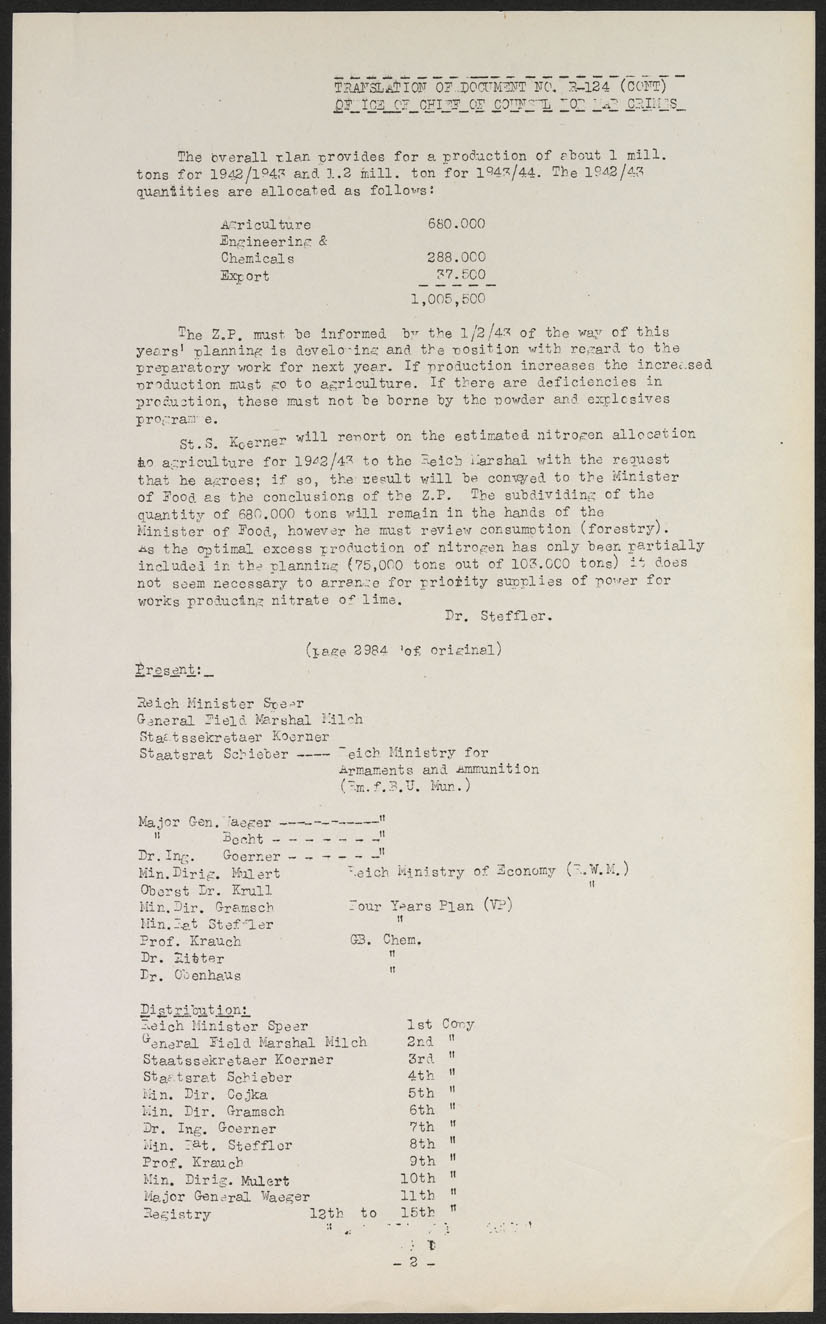 TRANSLATION OF DOCUMENT NO. R-124 (CONT)
OFFICE OF CHIEF OF COUNSEL FOR WAR CRIMES
The overall plan provides for a production of about 1 mill.
tons for 1942/1943 and 1.2 mill. ton for 1943/44. The 1942/43
quantities are allocated as follows:
Agriculture 680.000
Engineering &
Chemicals 288.000
Export 37.500
1,005,500
The Z.P. must be informed by the 1/2/43 of the way of this
years' planning is developing and the position with regard to the
preparatory work for next year. If production increases the increased
production must go to agriculture. If there are deficiencies in
production, these must not be borne by the powder and explosives
programme.
St.S. Koerner will report on the estimated nitrogen allocation
to agriculture for 1942/43 to the Reich Marshal with the request
that he agrees; if so, the result will be conveyed to the Minister
of Food as the conclusions of the Z.P. The subdividing of the
quantity of 680.000 tons will remain in the hands of the
Minister of Food, however he must review consumption (forestry).
As the optimal excess production of nitrogen has only been partially
included in the planning (75,000 tons out of 103.000 tons) it does
not seem necessary to arrange for priority supplies of power for
works producing nitrate of lime.
Dr. Steffler.
(page 2984 'of original)
Present:
Reich Minister Speer
General Field Marshal Milch
Staatssekretaer Koerner
Staatsrat Schieber ---- Reich Ministry for
Armaments and Ammunition
(Rm.f.B.U. Mun.)
Major Gen. Waeger ------------"
" Becht - - - - - - -"
Dr.Ing. Goerner - - - - - -"
Min.Dirig. Mulert Reich Ministry of Economy (R.W.M.)
Oberst Dr. Krull "
Min.Dir. Gramsch Four Years Plan (VP)
Min.Rat Steffler "
Prof. Krauch GB. Chem.
Dr. Ritter "
Dr. Obenhaus "
Distribution:
Reich Minister Speer 1st Copy
General Field Marshal Milch 2nd "
Staatssekretaer Koerner 3rd "
Staatsrat Schieber 4th "
Min. Dir. Cejka 5th "
Min. Dir. Gramsch 6th "
Dr. Ing. Goerner 7th "
Min. Rat. Steffler 8th "
Prof. Krauch 9th "
Min. Dirig. Mulert 10th "
Major General Waeger 11th "
Registry 12th to 15th "
- 2 -